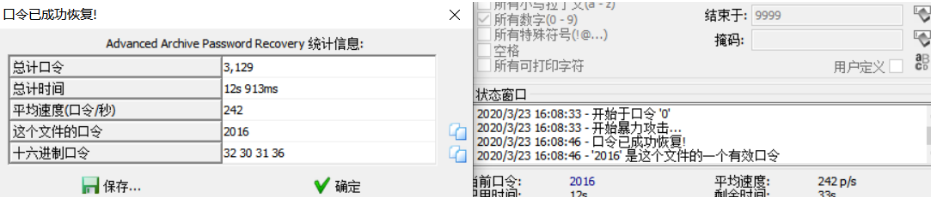 口令已成功恢复!
Advanced Archive Password Recovery 统计信息:
总计口令 3,129
总计时间 12s 913ms
平均速度(口令/秒) 242
这个文件的口令 2016
十六进制口令 32 30 31 36
保存... 确定
所有小写拉丁文(a - z)
所有数字(0 - 9)
所有特殊符号(!@...)
空格
所有可打印字符
结束于: 9999
掩码:
用户定义
状态窗口
2020/3/23 16:08:33 - 开始于口令 '0'
2020/3/23 16:08:33 - 开始暴力攻击...
2020/3/23 16:08:46 - 口令已成功恢复!
2020/3/23 16:08:46 - '2016' 是这个文件的一个有效口令
当前口令: 2016 平均速度: 242 p/s
用时间: 12s 剩余时间: 33s